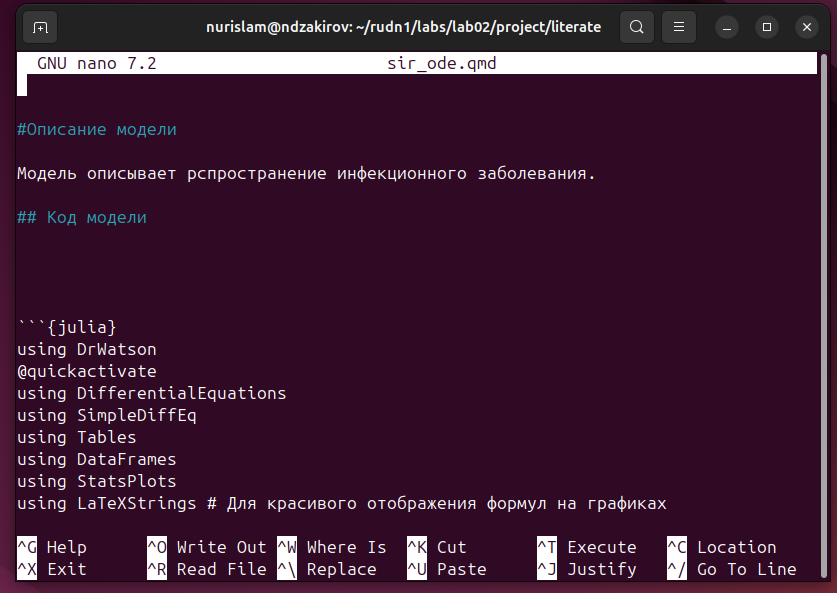 nurislam@ndzakirov: ~/rudn1/labs/lab02/project/literate
GNU nano 7.2 sir_ode.qmd
#Описание модели
Модель описывает рспространение инфекционного заболевания.
## Код модели
```{julia}
using DrWatson
@quickactivate
using DifferentialEquations
using SimpleDiffEq
using Tables
using DataFrames
using StatsPlots
using LaTeXStrings # Для красивого отображения формул на графиках
^G Help ^O Write Out ^W Where Is ^K Cut ^T Execute ^C Location
^X Exit ^R Read File ^\ Replace ^U Paste ^J Justify ^/ Go To Line